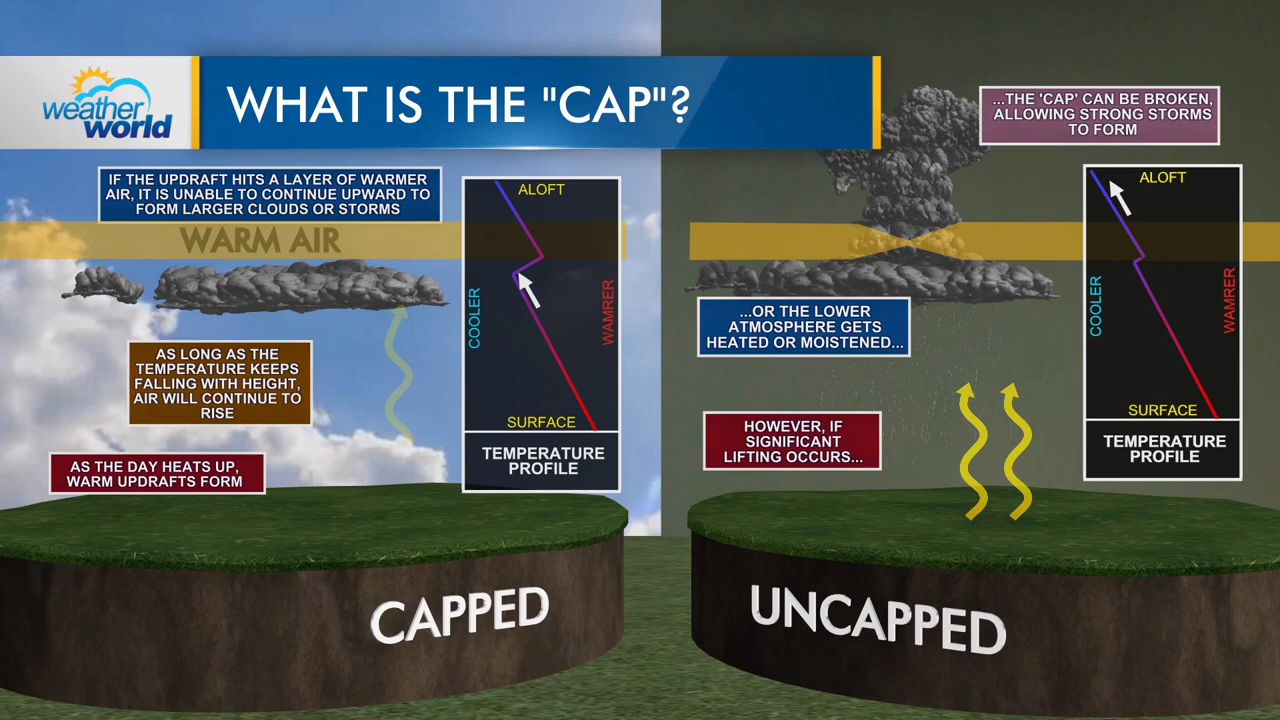 weather
world
WHAT IS THE "CAP"?
IF THE UPDRAFT HITS A LAYER OF WARMER
AIR, IT IS UNABLE TO CONTINUE UPWARD TO
FORM LARGER CLOUDS OR STORMS
WARM AIR
AS LONG AS THE
TEMPERATURE KEEPS
FALLING WITH HEIGHT,
AIR WILL CONTINUE TO
RISE
AS THE DAY HEATS UP,
WARM UPDRAFTS FORM
ALOFT
COOLER
WAMRER
SURFACE
TEMPERATURE
PROFILE
CAPPED
...THE 'CAP' CAN BE BROKEN,
ALLOWING STRONG STORMS
TO FORM
...OR THE LOWER
ATMOSPHERE GETS
HEATED OR MOISTENED...
HOWEVER, IF
SIGNIFICANT
LIFTING OCCURS...
ALOFT
COOLER
WAMRER
SURFACE
TEMPERATURE
PROFILE
UNCAPPED